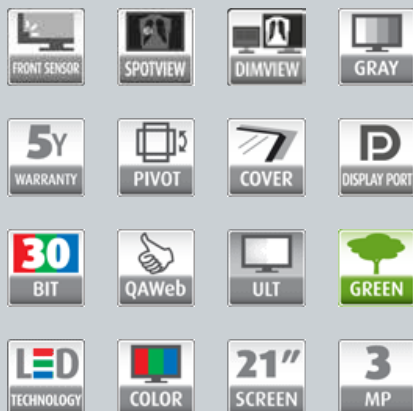 FRONT SENSOR
SPOTVIEW
DIMVIEW
GRAY
5Y
WARRANTY
PIVOT
COVER
D
DISPLAY PORT
30
BIT
QAWeb
ULT
GREEN
LED
TECHNOLOGY
COLOR
21"
SCREEN
3
MP